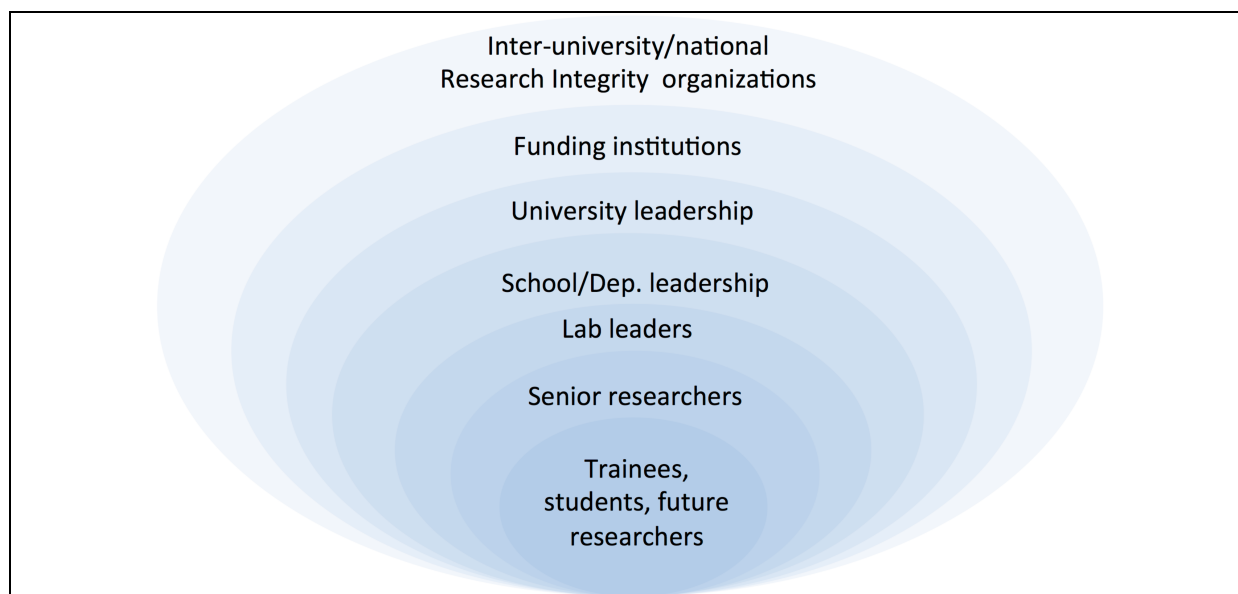 Inter-university/national
Research Integrity organizations
Funding institutions
University leadership
School/Dep. leadership
Lab leaders
Senior researchers
Trainees,
students, future
researchers